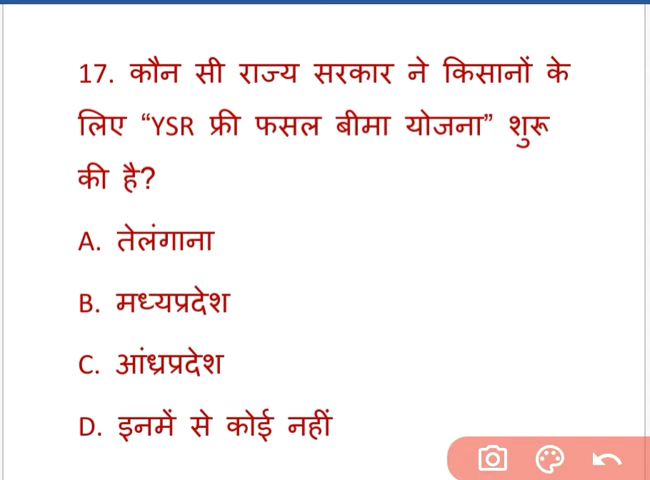 17. कौन सी राज्य सरकार ने किसानों के
लिए “YSR फ्री फसल बीमा योजना” शुरू
की है?
A. तेलंगाना
B. मध्यप्रदेश
C. आंध्रप्रदेश
D. इनमें से कोई नहीं